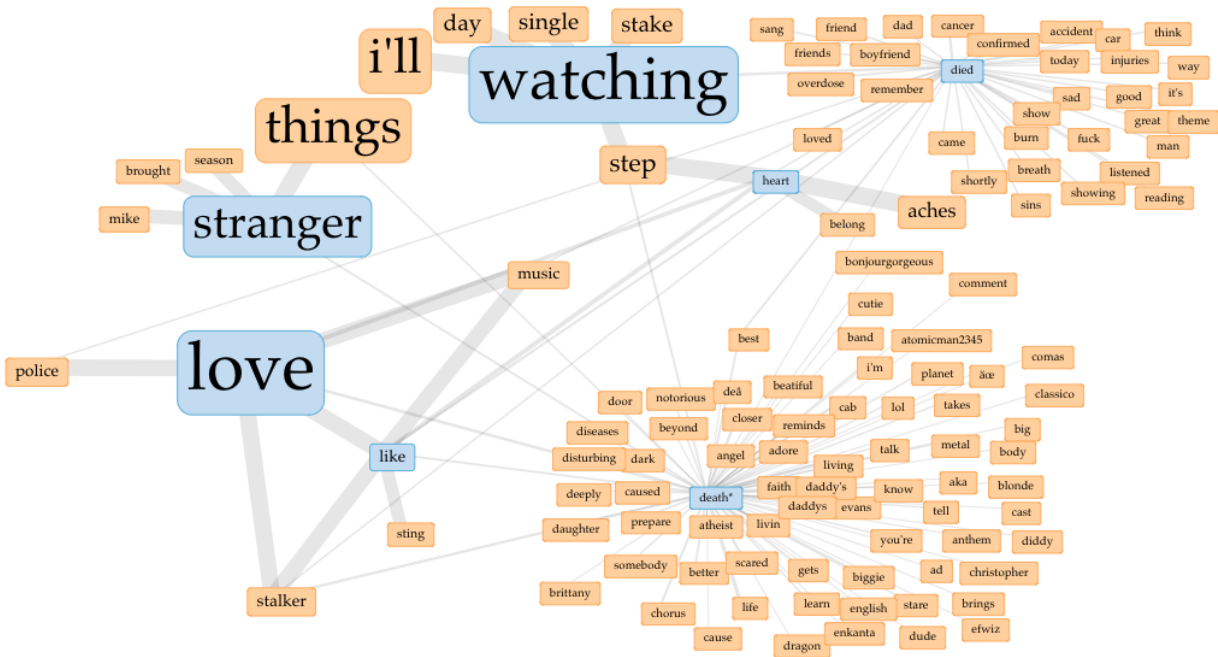 day
single
stake
i'll
watching
things
step
season
brought
mike
stranger
music
police
love
like
sting
stalker
sang
friend
dad
cancer
confirmed
accident
car
think
friends
boyfriend
died
today
injuries
way
overdose
remember
sad
good
it's
show
great
theme
loved
came
burn
fuck
man
heart
shortly
breath
listened
showing
reading
sins
aches
belong
bonjourgorgeous
comment
cutie
best
band
atomicman2345
comas
i'm
planet
äœ
classico
door
notorious
deå
beatiful
cab
lol
takes
closer
reminds
diseases
beyond
big
disturbing
dark
angel
adore
talk
metal
body
living
deeply
caused
death*
faith
daddy's
know
aka
blonde
daddys
evans
tell
cast
daughter
prepare
atheist
livin
you're
anthem
diddy
somebody
better
scared
gets
biggie
ad
christopher
brittany
chorus
life
learn
english
stare
brings
cause
dragon
enkanta
dude
efwiz